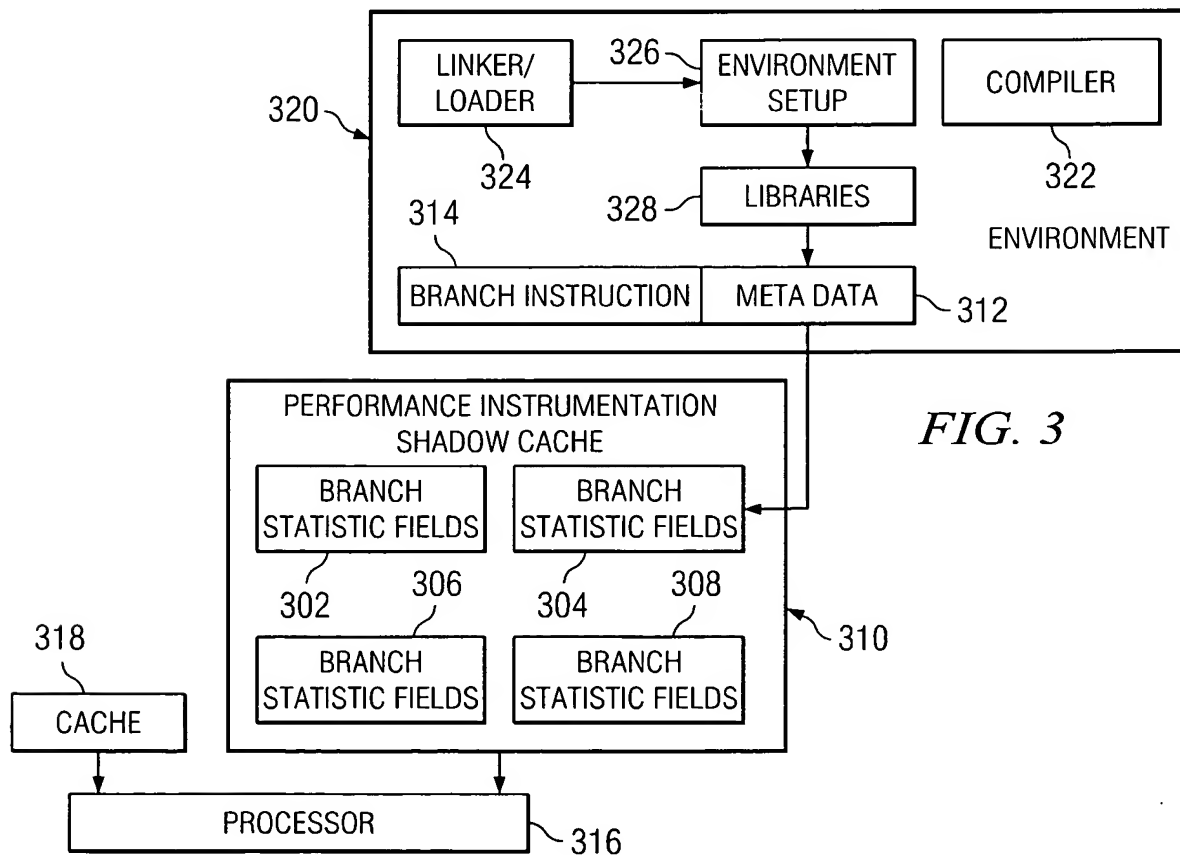 LINKER/
LOADER
324
326
ENVIRONMENT
SETUP
COMPILER
322
320
328
LIBRARIES
ENVIRONMENT
314
BRANCH INSTRUCTION
META DATA
312
PERFORMANCE INSTRUMENTATION
SHADOW CACHE
FIG. 3
BRANCH
STATISTIC FIELDS
302
BRANCH
STATISTIC FIELDS
304
306
BRANCH
STATISTIC FIELDS
308
BRANCH
STATISTIC FIELDS
310
318
CACHE
PROCESSOR
316